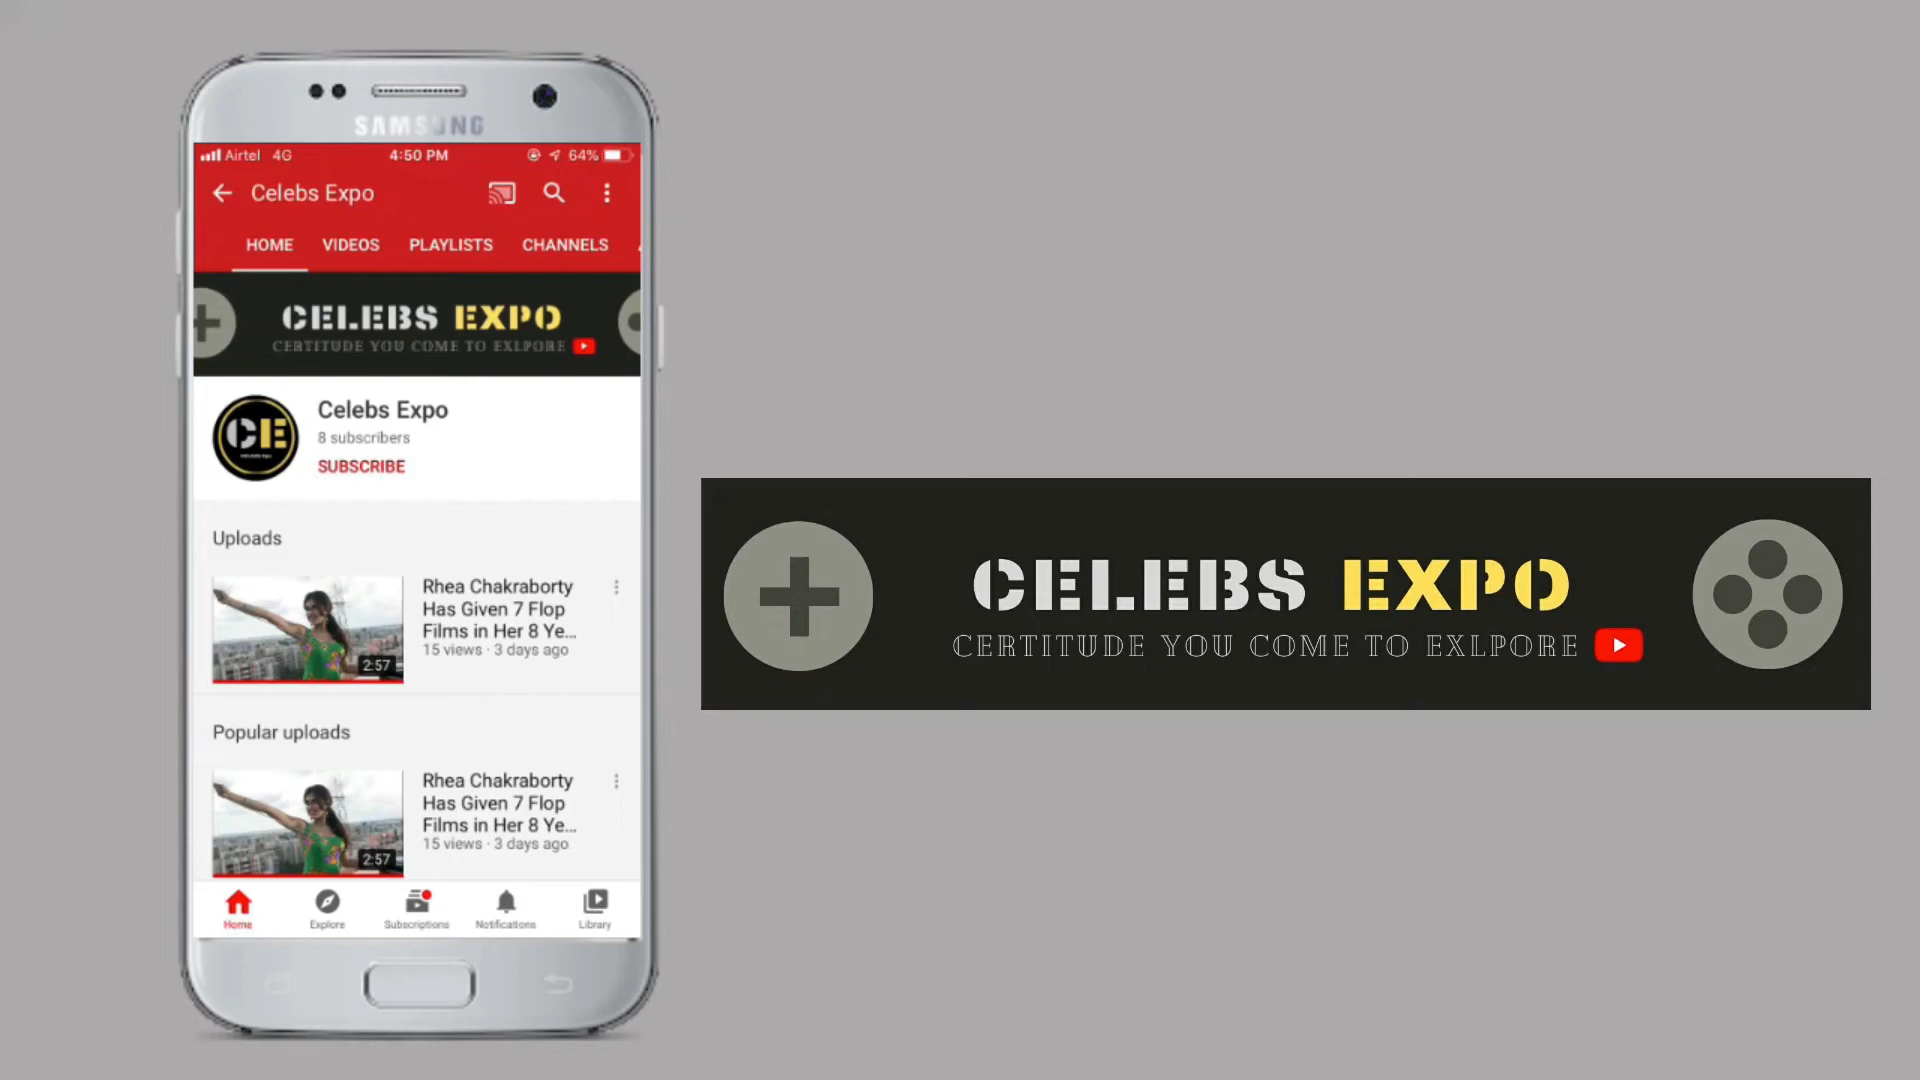 SAMSUNG
Airtel 4G 4:50 PM 64%
Celebs Expo
HOME VIDEOS PLAYLISTS CHANNELS
CELEBS EXPO
CERTITUDE YOU COME TO EXLPORE
CE
Celebs Expo
8 subscribers
SUBSCRIBE
Uploads
Rhea Chakraborty
Has Given 7 Flop
Films in Her 8 Ye...
15 views · 3 days ago
2:57
Popular uploads
Rhea Chakraborty
Has Given 7 Flop
Films in Her 8 Ye...
15 views · 3 days ago
2:57
Home Explore Subscriptions Notifications Library
CELEBS EXPO
CERTITUDE YOU COME TO EXLPORE